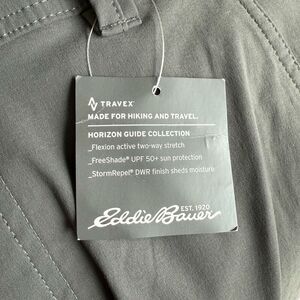 TRAVEX®
MADE FOR HIKING AND TRAVEL.
HORIZON GUIDE COLLECTION
_Flexion active two-way stretch
_FreeShade® UPF 50+ sun protection
_StormRepel® DWR finish sheds moisture
EST. 1920
Eddie Bauer